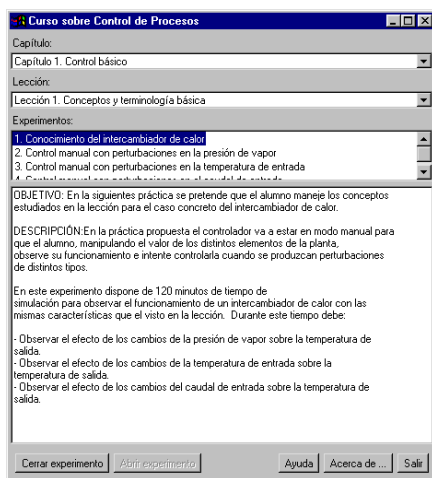 Curso sobre Control de Procesos
Capítulo:
Capítulo 1. Control básico
Lección:
Lección 1. Conceptos y terminología básica
Experimentos:
1. Conocimiento del intercambiador de calor
2. Control manual con perturbaciones en la presión de vapor
3. Control manual con perturbaciones en la temperatura de entrada
4. Control manual con perturbaciones en el caudal de entrada
OBJETIVO: En la siguientes práctica se pretende que el alumno maneje los conceptos
estudiados en la lección para el caso concreto del intercambiador de calor.
DESCRIPCIÓN:En la práctica propuesta el controlador va a estar en modo manual para
que el alumno, manipulando el valor de los distintos elementos de la planta,
observe su funcionamiento e intente controlarla cuando se produzcan perturbaciones
de distintos tipos.
En este experimento dispone de 120 minutos de tiempo de
simulación para observar el funcionamiento de un intercambiador de calor con las
mismas características que el visto en la lección. Durante este tiempo debe:
- Observar el efecto de los cambios de la presión de vapor sobre la temperatura de
salida.
- Observar el efecto de los cambios de la temperatura de entrada sobre la
temperatura de salida.
- Observar el efecto de los cambios del caudal de entrada sobre la temperatura de
salida.
Cerrar experimento Abrir experimento Ayuda Acerca de ... Salir